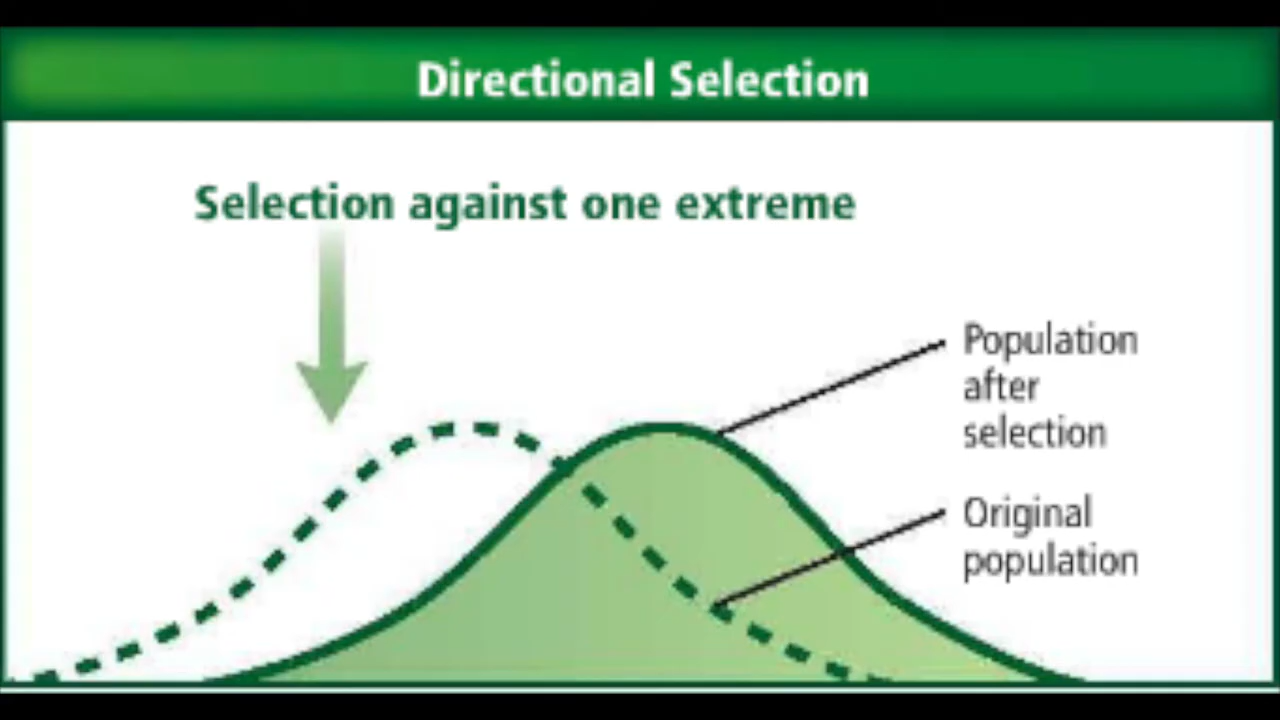 Directional Selection
Selection against one extreme
Population
after
selection
Original
population